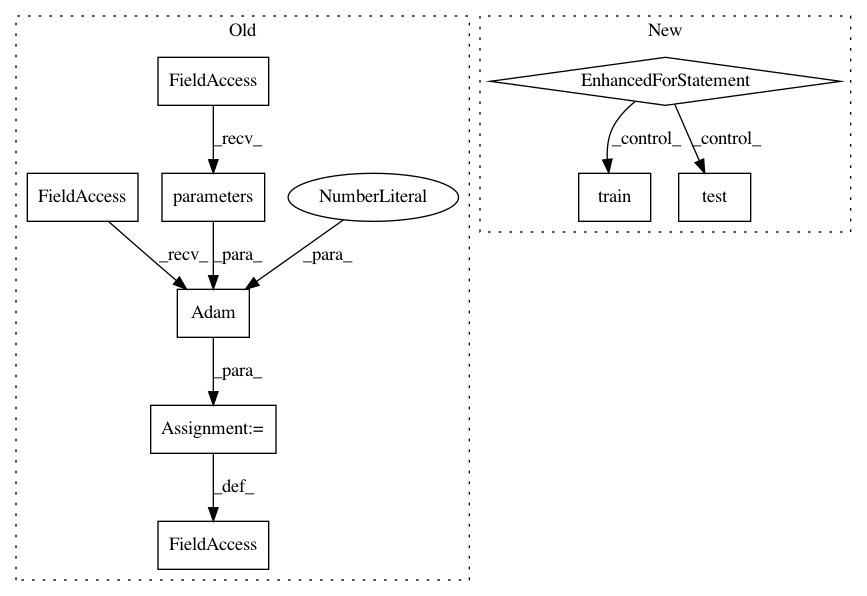 Old
New
FieldAccess
EnhancedForStatement
_recv_
_control_
_control_
FieldAccess
parameters
NumberLiteral
train
test
_recv_
_para_
_para_
Adam
_para_
Assignment:=
_def_
FieldAccess